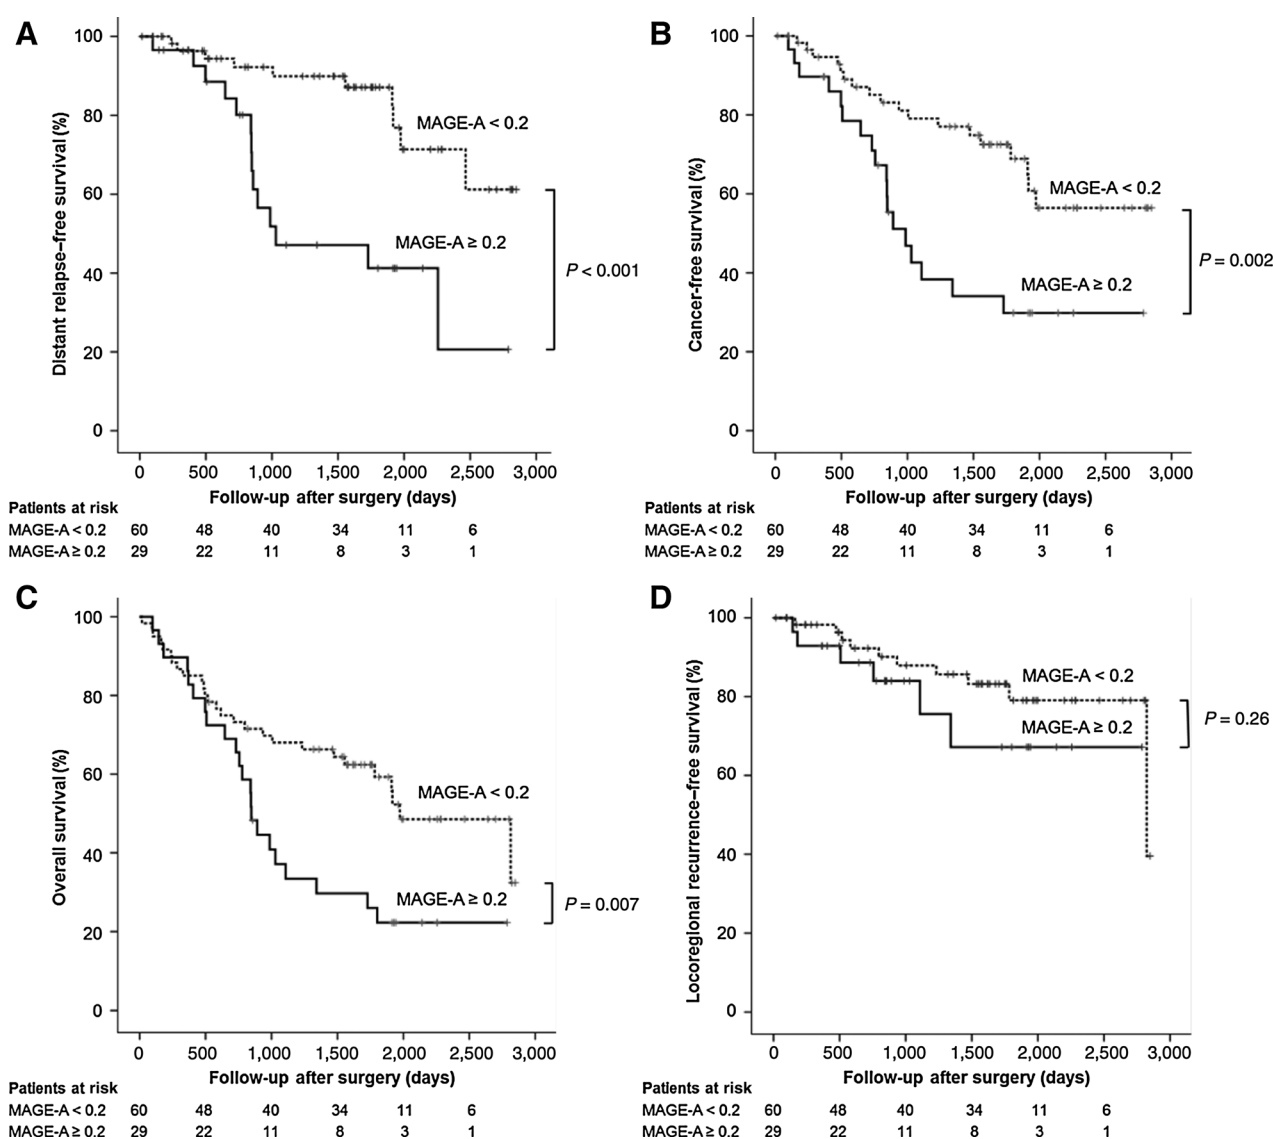 A
Distant relapse–free survival (%)
100
80
60
40
20
0
MAGE-A < 0.2
MAGE-A ≥ 0.2
P < 0.001
0 500 1,000 1,500 2,000 2,500 3,000
Follow-up after surgery (days)
Patients at risk
MAGE-A < 0.2 60 48 40 34 11 6
MAGE-A ≥ 0.2 29 22 11 8 3 1
B
Cancer-free survival (%)
100
80
60
40
20
0
MAGE-A < 0.2
MAGE-A ≥ 0.2
P = 0.002
0 500 1,000 1,500 2,000 2,500 3,000
Follow-up after surgery (days)
Patients at risk
MAGE-A < 0.2 60 48 40 34 11 6
MAGE-A ≥ 0.2 29 22 11 8 3 1
C
Overall survival (%)
100
80
60
40
20
0
MAGE-A < 0.2
MAGE-A ≥ 0.2
P = 0.007
0 500 1,000 1,500 2,000 2,500 3,000
Follow-up after surgery (days)
Patients at risk
MAGE-A < 0.2 60 48 40 34 11 6
MAGE-A ≥ 0.2 29 22 11 8 3 1
D
Locoregional recurrence–free survival (%)
100
80
60
40
20
0
MAGE-A < 0.2
MAGE-A ≥ 0.2
P = 0.26
0 500 1,000 1,500 2,000 2,500 3,000
Follow-up after surgery (days)
Patients at risk
MAGE-A < 0.2 60 48 40 34 11 6
MAGE-A ≥ 0.2 29 22 11 8 3 1